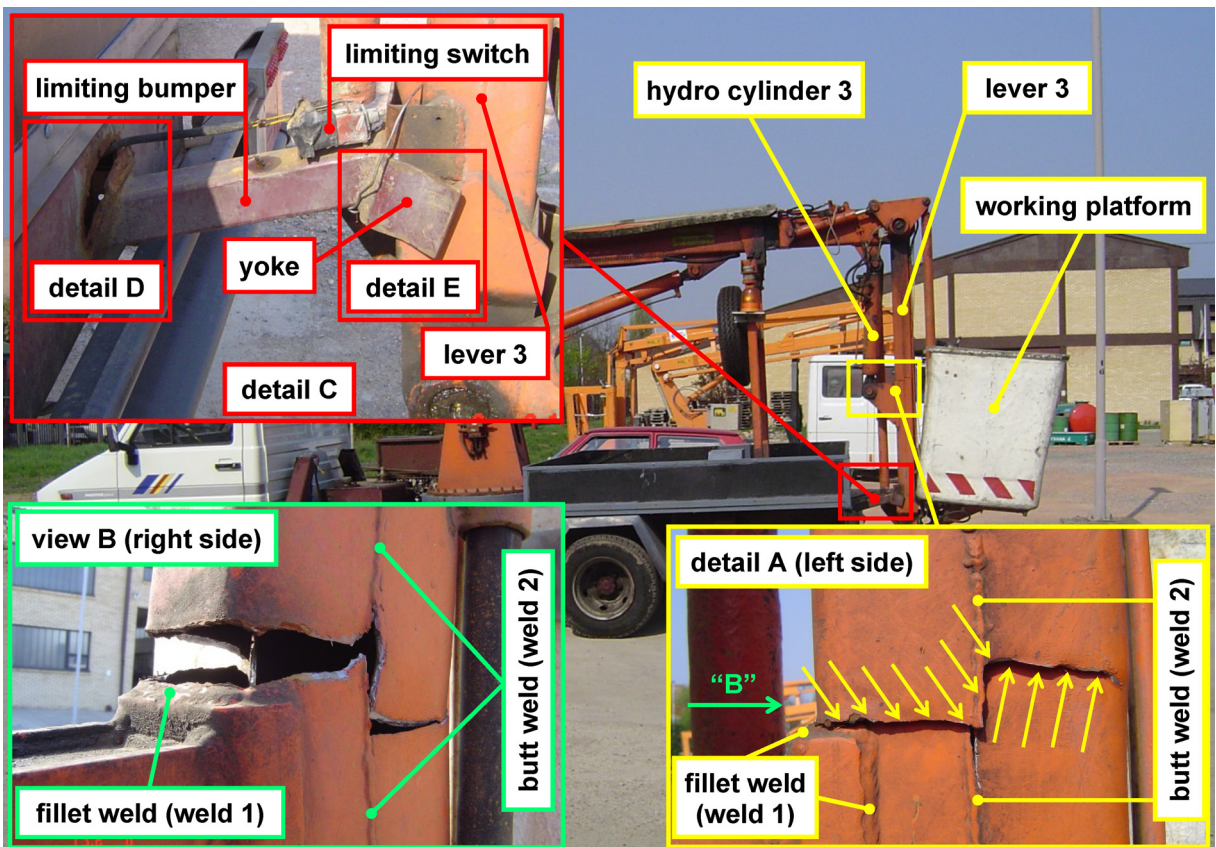 limiting switch
limiting bumper
detail D
yoke
detail E
lever 3
detail C
hydro cylinder 3
lever 3
working platform
view B (right side)
butt weld (weld 2)
fillet weld (weld 1)
detail A (left side)
“B”
butt weld (weld 2)
fillet weld
(weld 1)